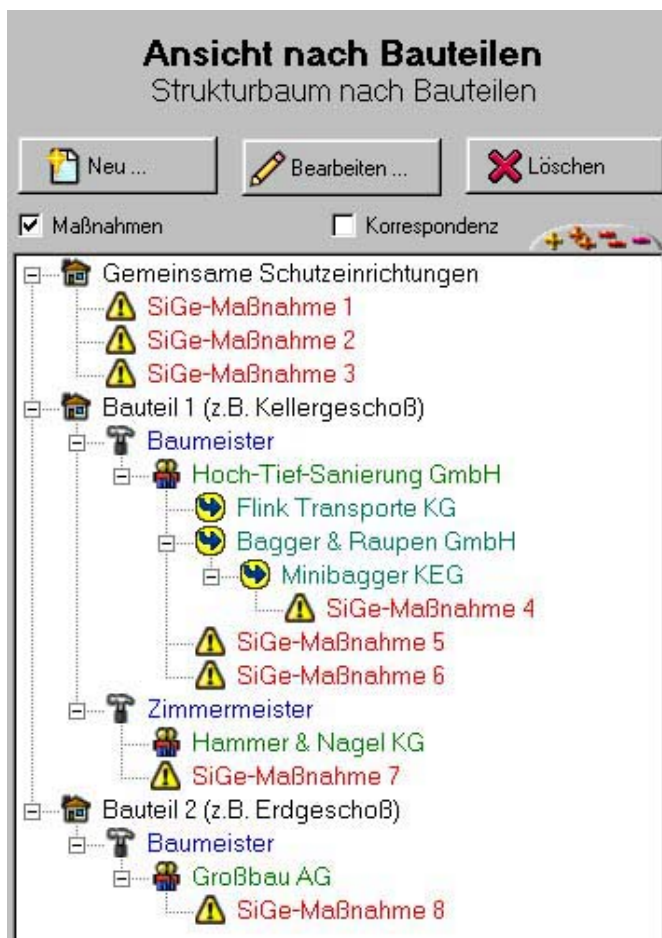 Ansicht nach Bauteilen
Strukturbaum nach Bauteilen
Neu ... Bearbeiten ... Löschen
Maßnahmen Korrespondenz
Gemeinsame Schutzeinrichtungen
SiGe-Maßnahme 1
SiGe-Maßnahme 2
SiGe-Maßnahme 3
Bauteil 1 (z.B. Kellergeschoß)
Baumeister
Hoch-Tief-Sanierung GmbH
Flink Transporte KG
Bagger & Raupen GmbH
Minibagger KEG
SiGe-Maßnahme 4
SiGe-Maßnahme 5
SiGe-Maßnahme 6
Zimmermeister
Hammer & Nagel KG
SiGe-Maßnahme 7
Bauteil 2 (z.B. Erdgeschoß)
Baumeister
Großbau AG
SiGe-Maßnahme 8